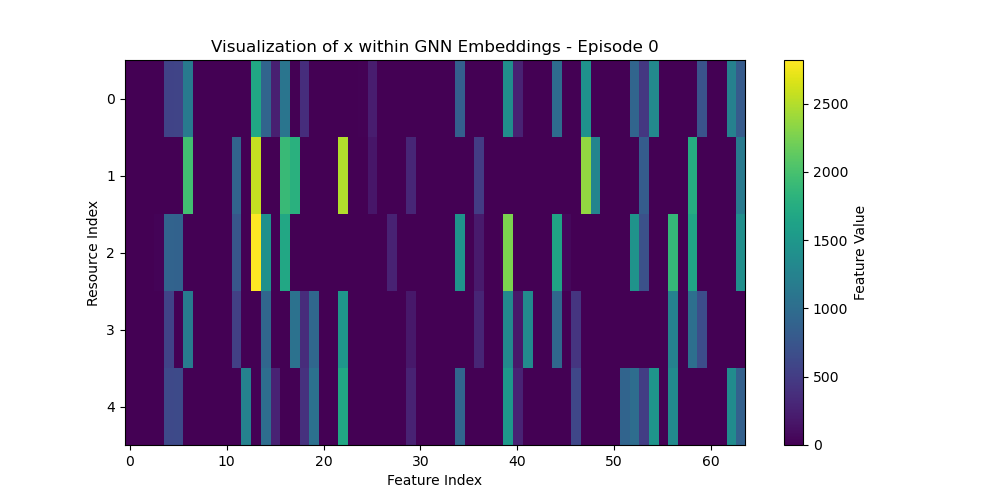 Visualization of x within GNN Embeddings - Episode 0
Resource Index
0
1
2
3
4
0 10 20 30 40 50 60
Feature Index
2500
2000
1500
1000
500
0
Feature Value